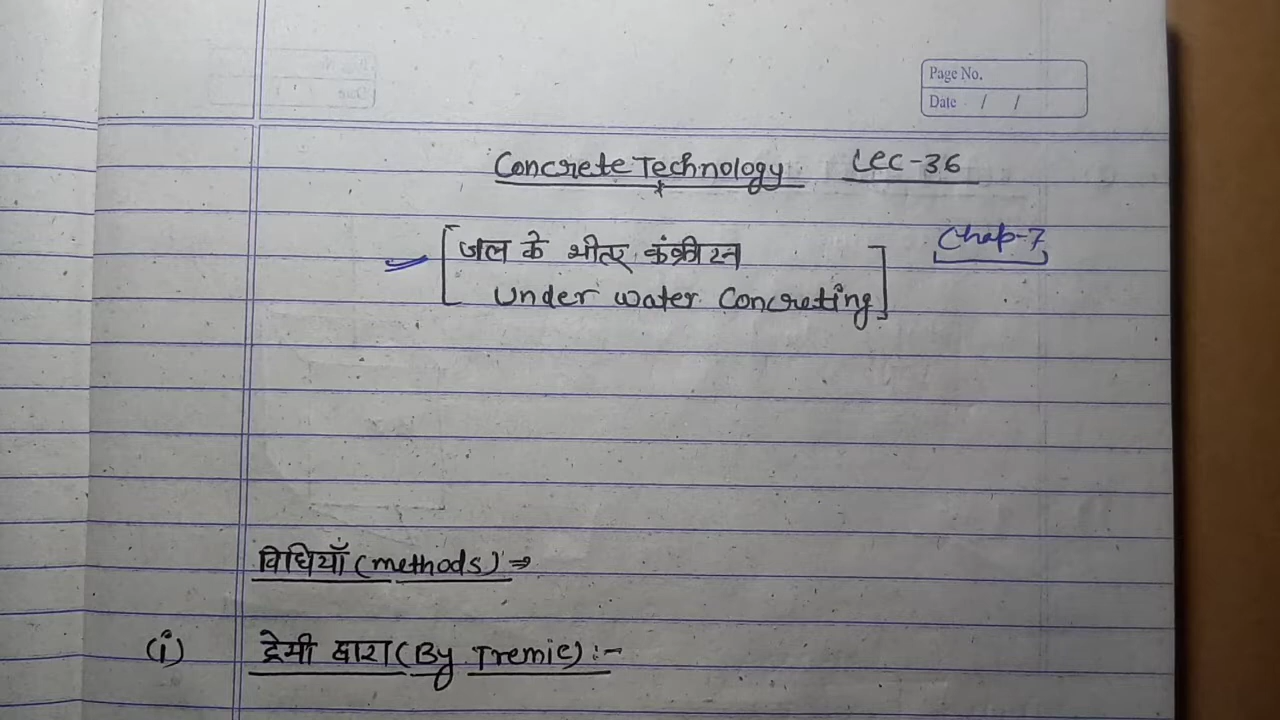 Page No.
Date / /
Concrete Technology Lec-36
Chap-7
जल के भीतर कंक्रीटन
Under water Concreting
विधियाँ (methods) ⇒
(i) ट्रेमी द्वारा (By Tremie) :-